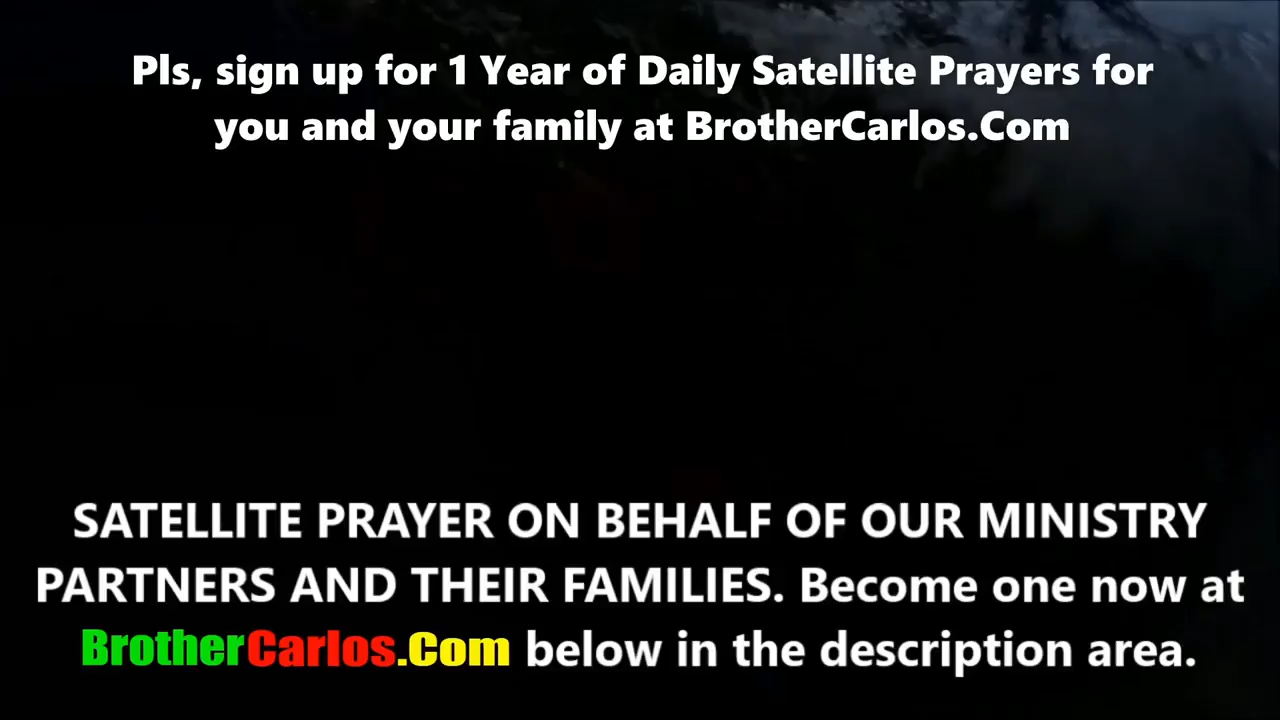 Pls, sign up for 1 Year of Daily Satellite Prayers for
you and your family at BrotherCarlos.Com
SATELLITE PRAYER ON BEHALF OF OUR MINISTRY
PARTNERS AND THEIR FAMILIES. Become one now at
BrotherCarlos.Com below in the description area.